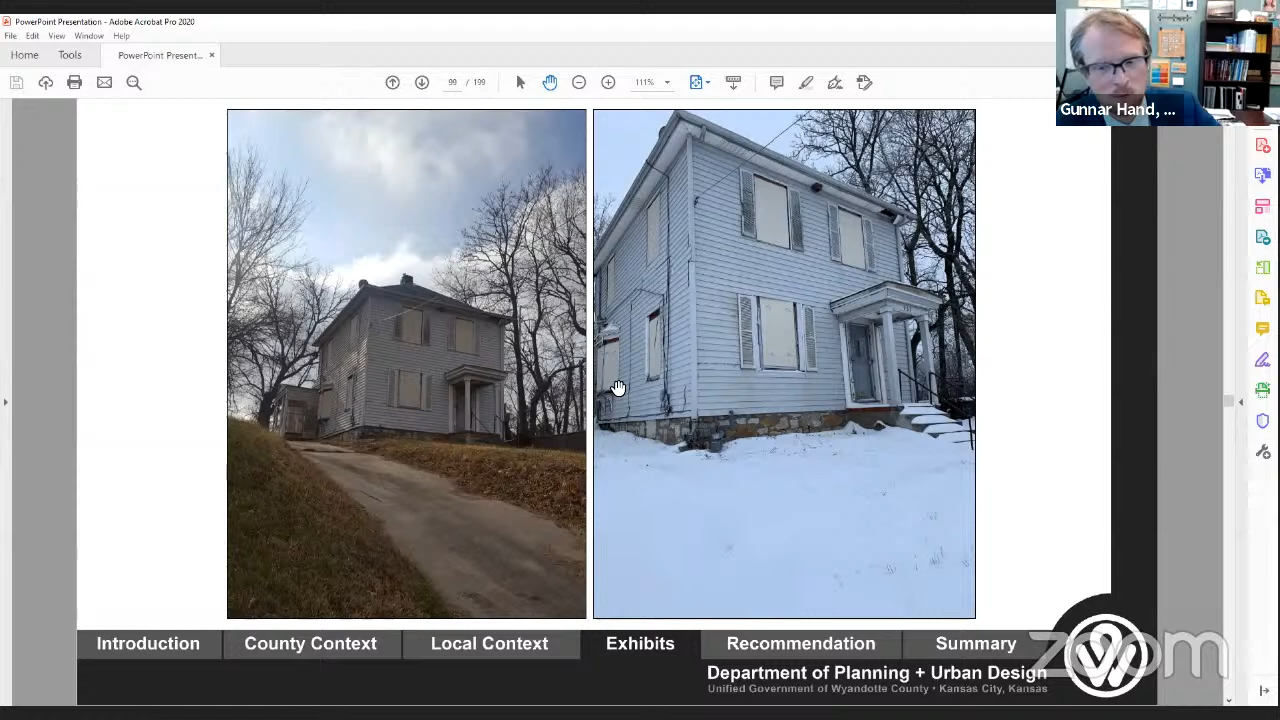 PowerPoint Presentation - Adobe Acrobat Pro 2020
File Edit View Window Help
Home Tools PowerPoint Present... ×
111%
Gunnar Hand, ...
Introduction County Context Local Context Exhibits Recommendation Summary
zoom
Department of Planning + Urban Design
Unified Government of Wyandotte County • Kansas City, Kansas